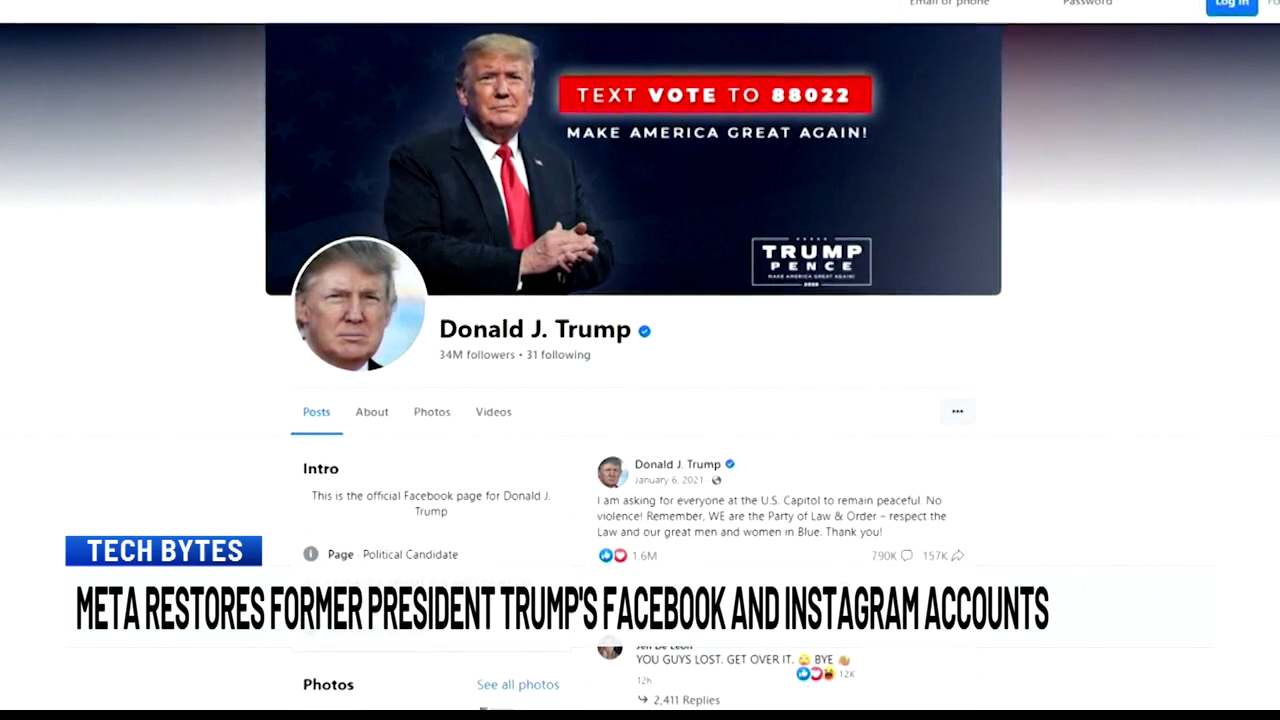 Email or phone Password Log In
TEXT VOTE TO 88022
MAKE AMERICA GREAT AGAIN!
TRUMP
PENCE
MAKE AMERICA GREAT AGAIN!
2020
Donald J. Trump
34M followers • 31 following
Posts About Photos Videos
Intro
This is the official Facebook page for Donald J.
Trump
Page · Political Candidate
Donald J. Trump
January 6, 2021 ·
I am asking for everyone at the U.S. Capitol to remain peaceful. No
violence! Remember, WE are the Party of Law & Order – respect the
Law and our great men and women in Blue. Thank you!
1.6M 790K 157K
TECH BYTES
META RESTORES FORMER PRESIDENT TRUMP'S FACEBOOK AND INSTAGRAM ACCOUNTS
Jen De Leon
YOU GUYS LOST. GET OVER IT. 🙄 BYE 👋🏽
12K
12h
2,411 Replies
Photos See all photos